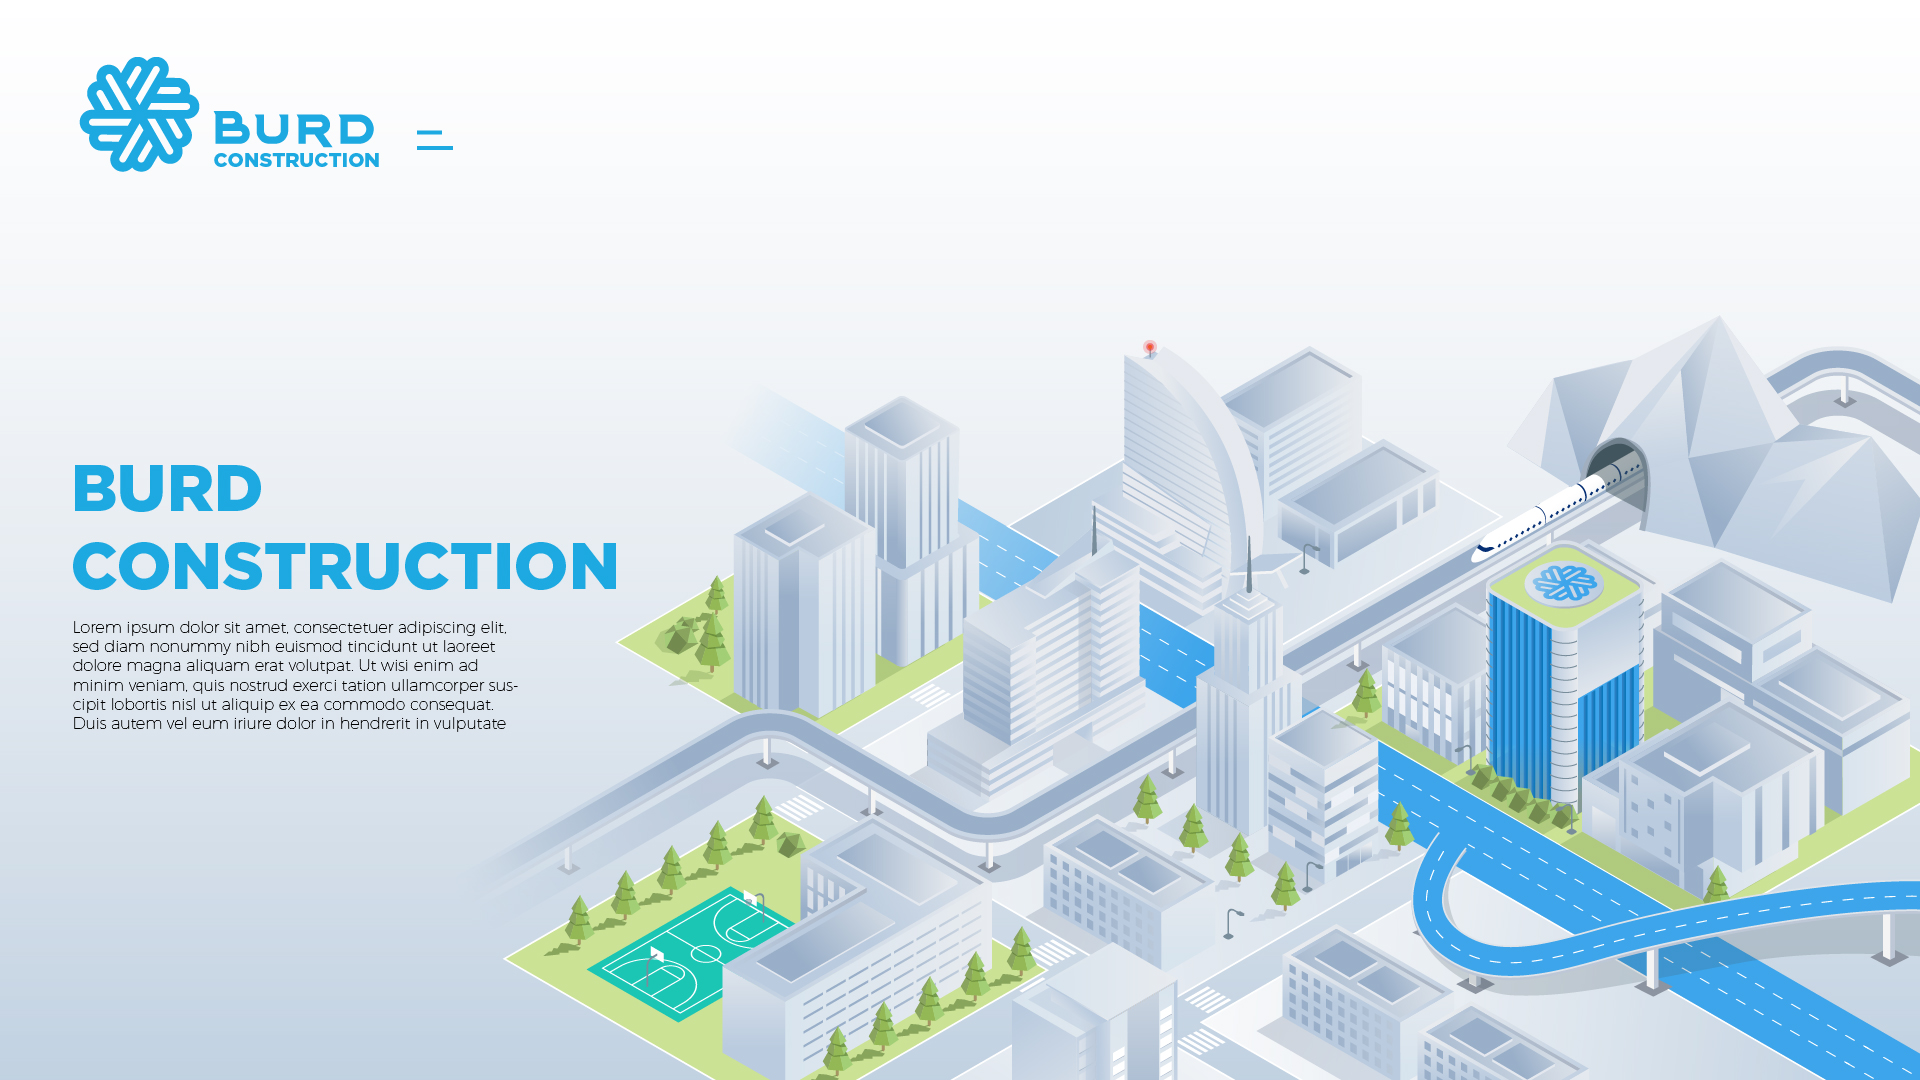 BURD
CONSTRUCTION
BURD
CONSTRUCTION
Lorem ipsum dolor sit amet, consectetuer adipiscing elit,
sed diam nonummy nibh euismod tincidunt ut laoreet
dolore magna aliquam erat volutpat. Ut wisi enim ad
minim veniam, quis nostrud exerci tation ullamcorper sus-
cipit lobortis nisl ut aliquip ex ea commodo consequat.
Duis autem vel eum iriure dolor in hendrerit in vulputate